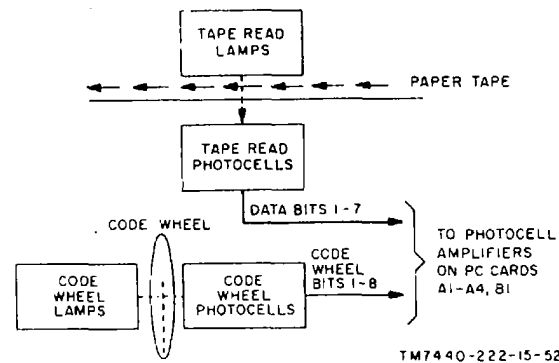 TAPE READ
LAMPS
PAPER TAPE
TAPE READ
PHOTOCELLS
DATA BITS 1-7
CODE WHEEL
CODE
WHEEL
LAMPS
CODE
WHEEL
PHOTOCELLS
CODE
WHEEL
BITS 1-8
TO PHOTOCELL
AMPLIFIERS
ON PC CARDS
A1-A4, B1
TM7440-222-15-52